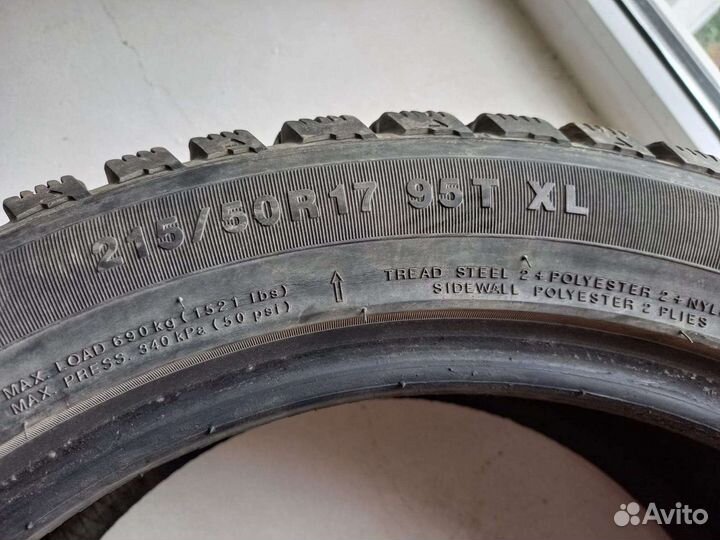 215/50R17 95T XL
MAX. LOAD 690 kg (1521 lbs)
MAX. PRESS. 340 kPa (50 psi)
TREAD STEEL 2 + POLYESTER 2 + NYL
SIDEWALL POLYESTER 2 PLIES
Avito